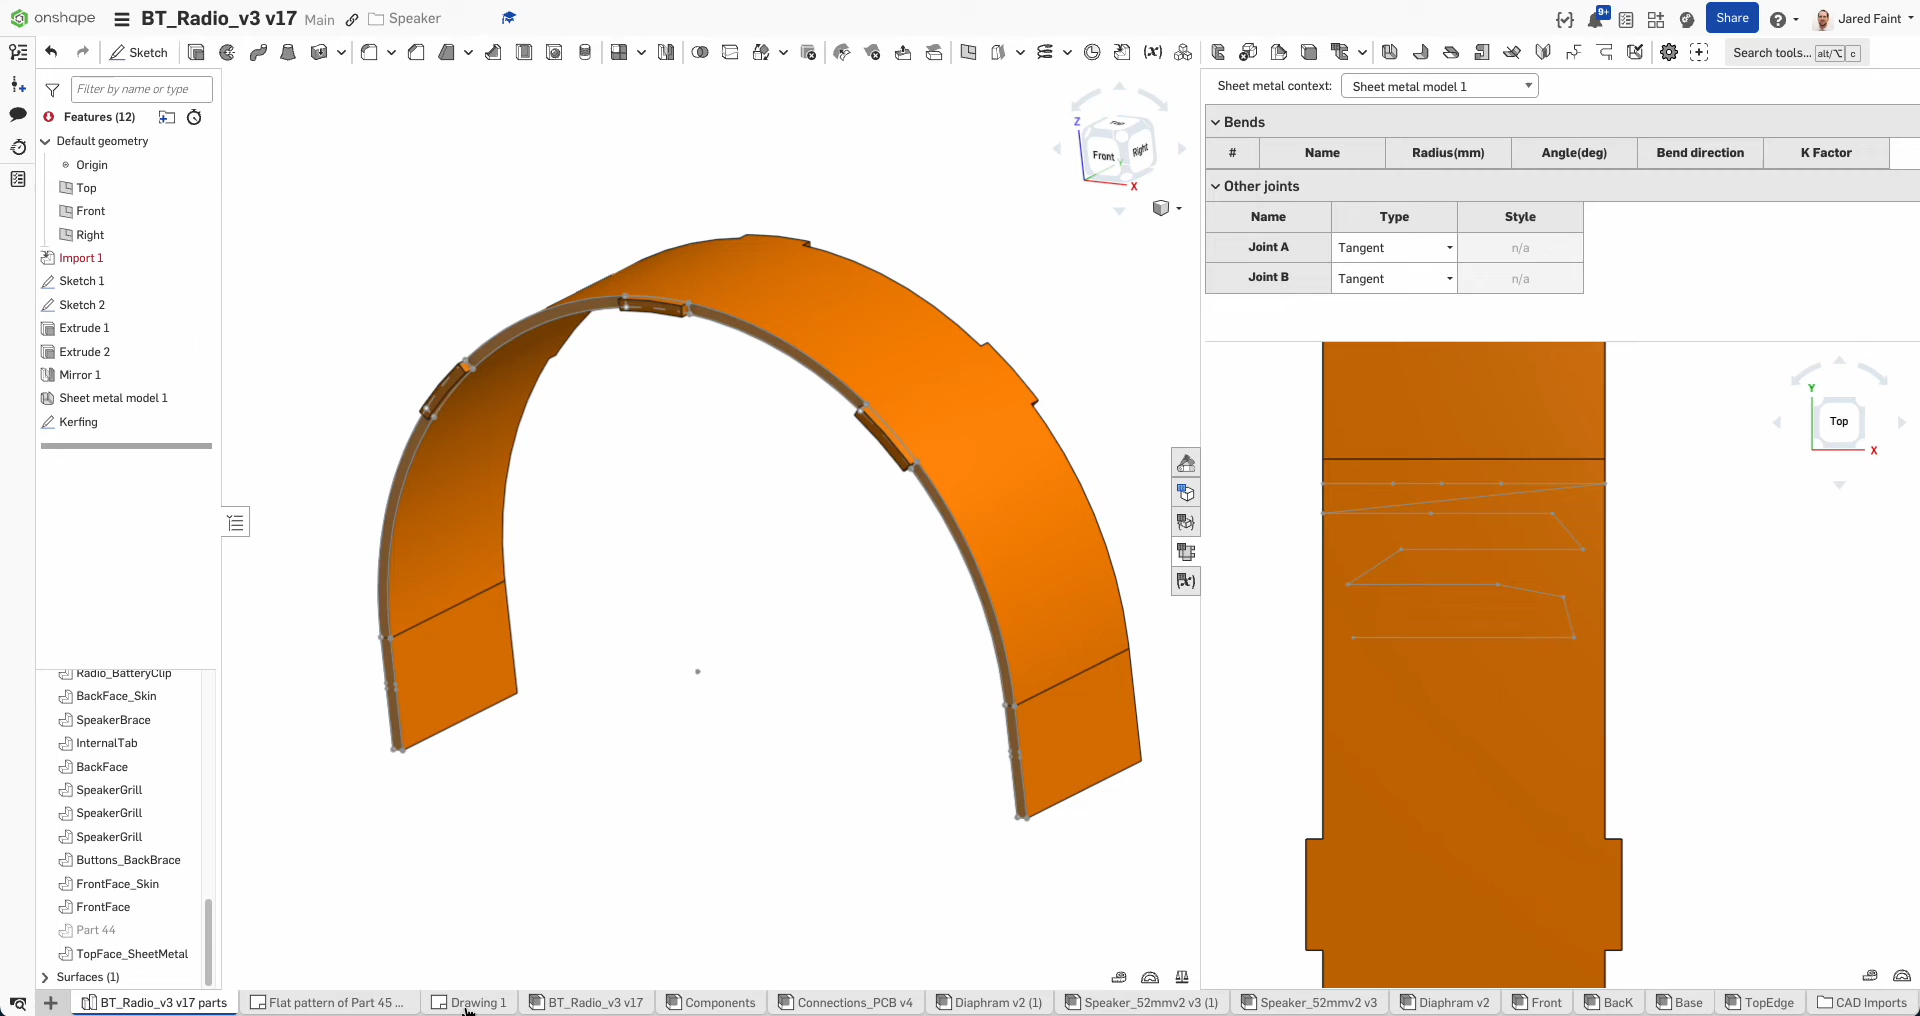 onshape
BT_Radio_v3 v17 Main Speaker
9+
Share
Jared Faint
Sketch
Search tools... alt/⌥ c
Filter by name or type
Features (12)
Default geometry
Origin
Top
Front
Right
Import 1
Sketch 1
Sketch 2
Extrude 1
Extrude 2
Mirror 1
Sheet metal model 1
Kerfing
Radio_BatteryClip
BackFace_Skin
SpeakerBrace
InternalTab
BackFace
SpeakerGrill
SpeakerGrill
SpeakerGrill
Buttons_BackBrace
FrontFace_Skin
FrontFace
Part 44
TopFace_SheetMetal
Surfaces (1)
Z
Top
Front
Right
Y
X
Sheet metal context: Sheet metal model 1
Bends
# Name Radius(mm) Angle(deg) Bend direction K Factor
Other joints
Name Type Style
Joint A Tangent n/a
Joint B Tangent n/a
Y
Top
X
BT_Radio_v3 v17 parts Flat pattern of Part 45 ... Drawing 1 BT_Radio_v3 v17 Components Connections_PCB v4 Diaphram v2 (1) Speaker_52mmv2 v3 (1) Speaker_52mmv2 v3 Diaphram v2 Front BacK Base TopEdge CAD Imports